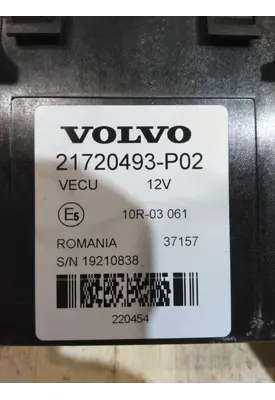 VOLVO
21720493-P02
VECU 12V
E5 10R-03 061
ROMANIA 37157
S/N 19210838
220454